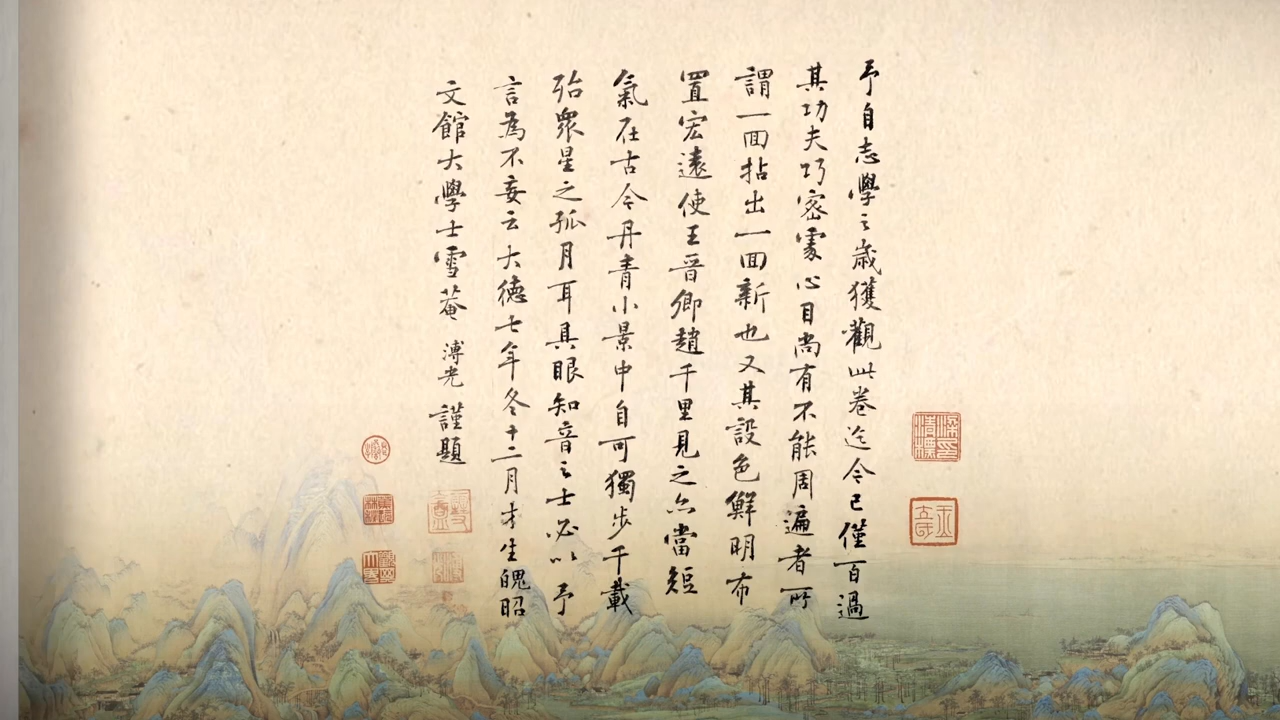 予自志學之歲獲觀此卷迄今已僅百過
其功夫巧密處心目尚有不能周遍者所
謂一回拈出一回新也又其設色鮮明布
置宏遠使王晉卿趙千里見之亦當短
氣在古今丹青小景中自可獨步千載
殆眾星之孤月耳具眼知音之士必以予
言為不妄云大德七年冬十二月才生魄昭
文館大學士雪菴溥光謹題